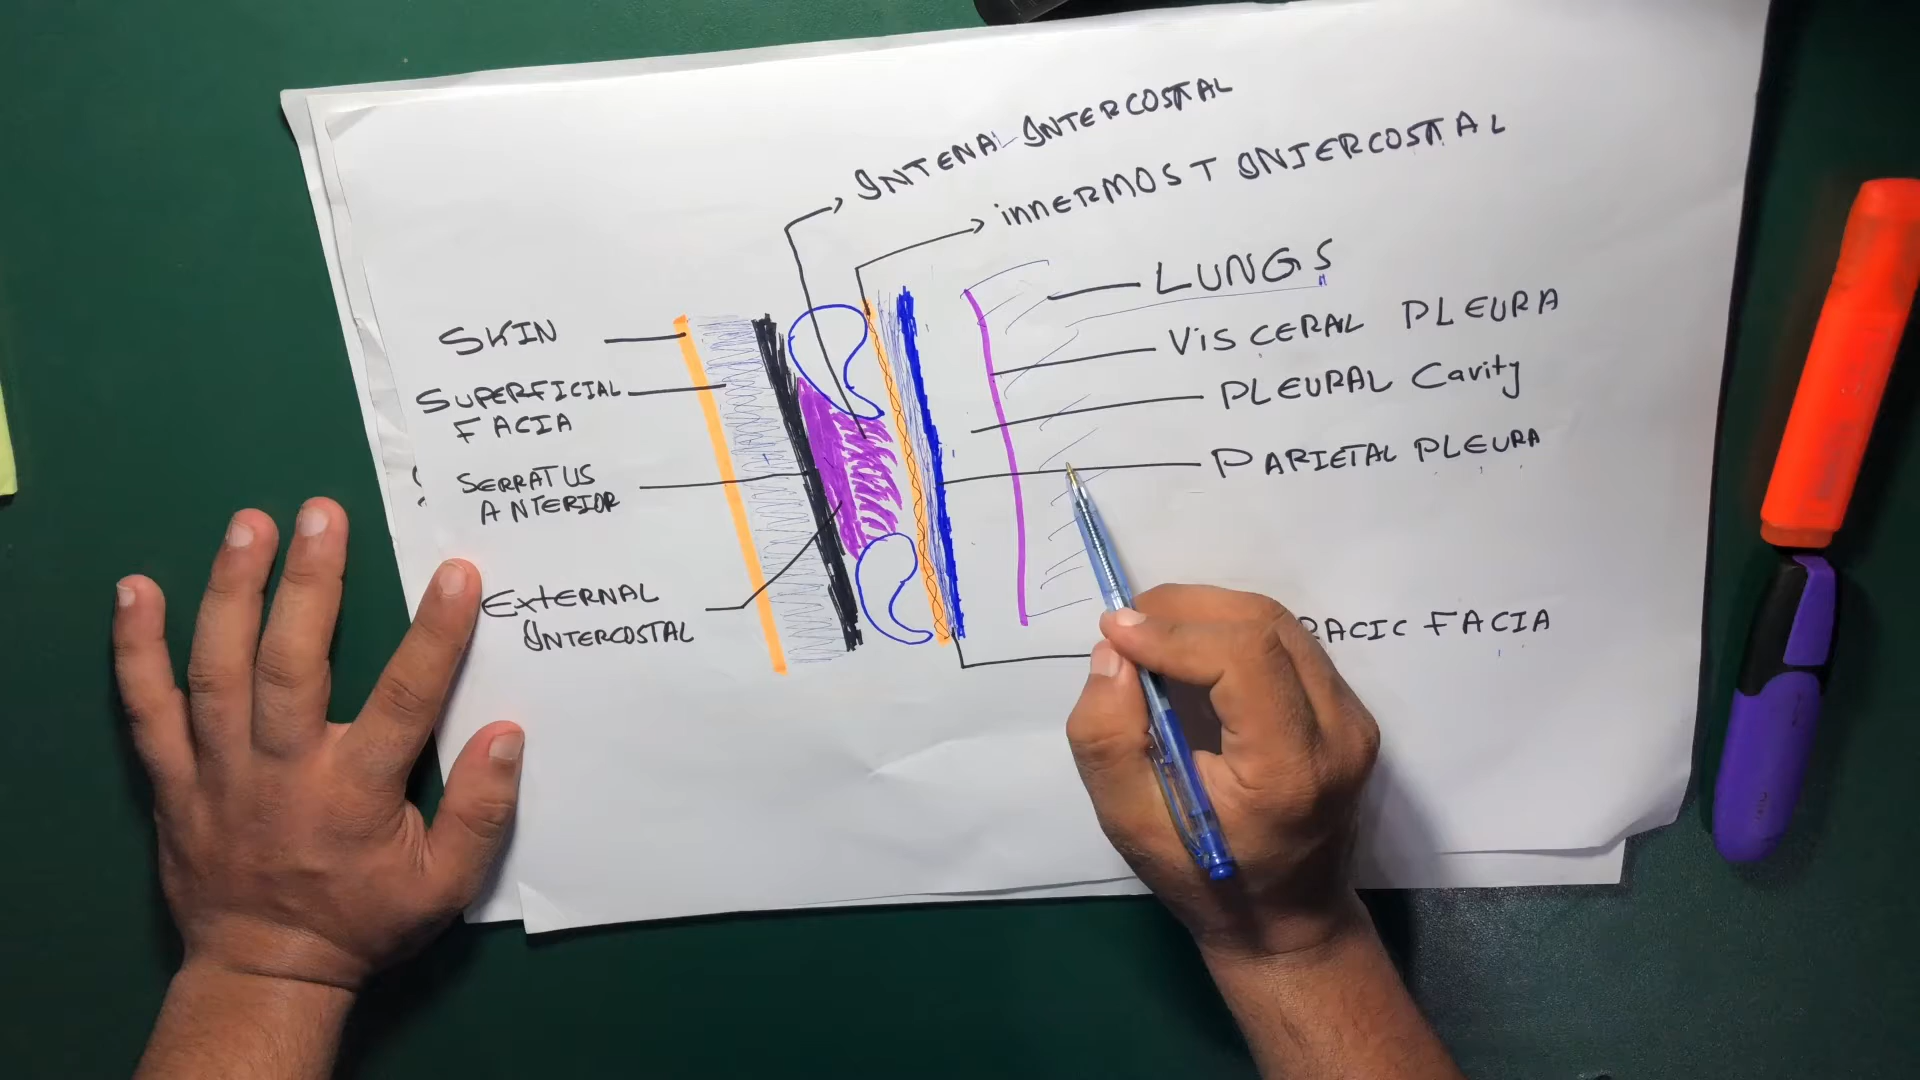 INTENAL INTERCOSTAL
innERMOST INTERCOSTAL
LUNGS
VISCERAL PLEURA
PLEURAL Cavity
PARIETAL PLEURA
RACIC FACIA
SKIN
SUPERFICIAL
FACIA
SERRATUS
ANTERIOR
EXTERNAL
INTERCOSTAL